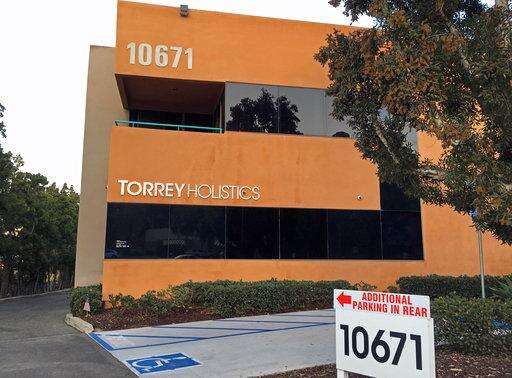 10671
TORREY HOLISTICS
ADDITIONAL
PARKING IN REAR
10671